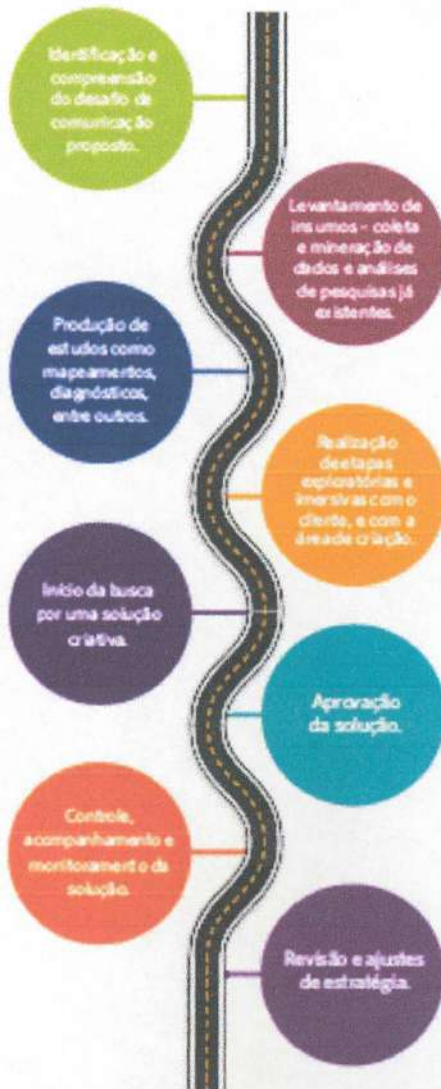 Identificação e
compreensão
do desafio de
comunicação
proposto.
Levantamento de
insumos – coleta
e mineração de
dados e análises
de pesquisas já
existentes.
Produção de
estudos como
mapeamentos,
diagnósticos,
entre outros.
Realização
de etapas
exploratórias e
imersivas com o
cliente, e com a
área de criação.
Início da busca
por uma solução
criativa.
Aprovação
da solução.
Controle,
acompanhamento e
monitoramento da
solução.
Revisão e ajustes
de estratégia.